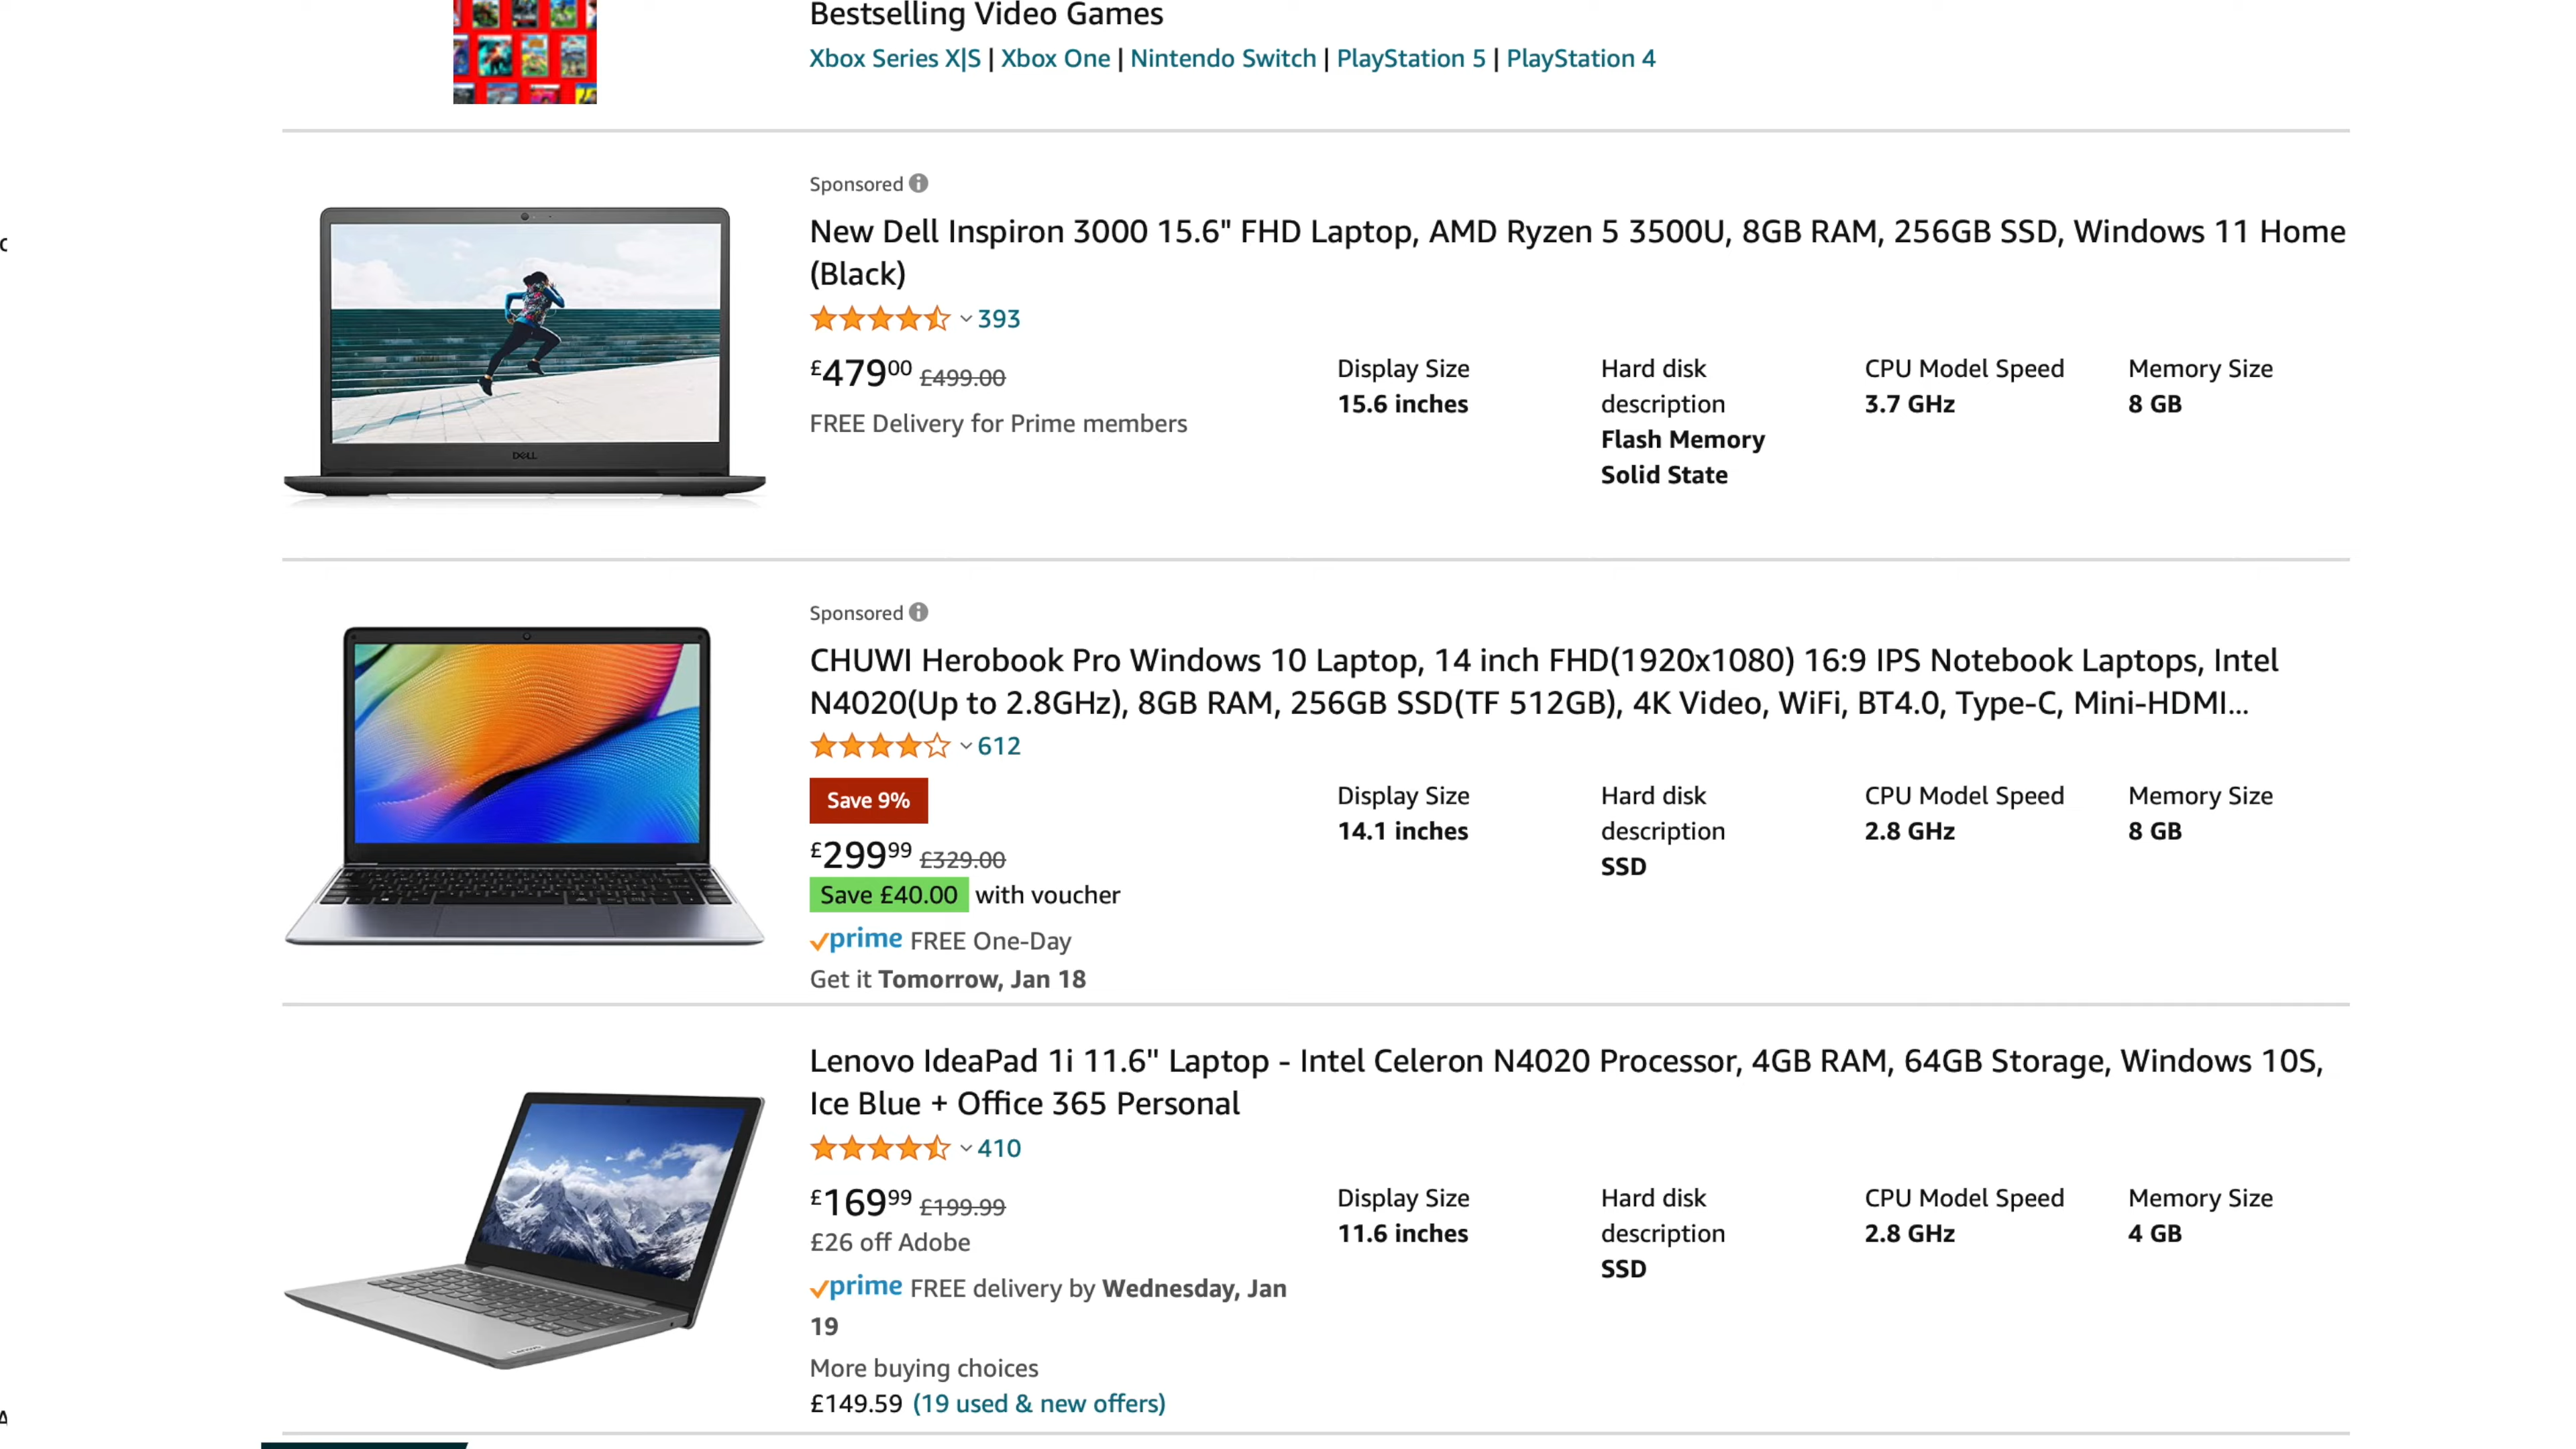 Bestselling Video Games
Xbox Series X|S | Xbox One | Nintendo Switch | PlayStation 5 | PlayStation 4
Sponsored
New Dell Inspiron 3000 15.6" FHD Laptop, AMD Ryzen 5 3500U, 8GB RAM, 256GB SSD, Windows 11 Home
(Black)
393
£479.00 £499.00
FREE Delivery for Prime members
Display Size
15.6 inches
Hard disk
description
Flash Memory
Solid State
CPU Model Speed
3.7 GHz
Memory Size
8 GB
DELL
Sponsored
CHUWI Herobook Pro Windows 10 Laptop, 14 inch FHD(1920x1080) 16:9 IPS Notebook Laptops, Intel
N4020(Up to 2.8GHz), 8GB RAM, 256GB SSD(TF 512GB), 4K Video, WiFi, BT4.0, Type-C, Mini-HDMI...
612
Save 9%
£299.99 £329.00
Save £40.00 with voucher
prime FREE One-Day
Get it Tomorrow, Jan 18
Display Size
14.1 inches
Hard disk
description
SSD
CPU Model Speed
2.8 GHz
Memory Size
8 GB
Lenovo IdeaPad 1i 11.6" Laptop - Intel Celeron N4020 Processor, 4GB RAM, 64GB Storage, Windows 10S,
Ice Blue + Office 365 Personal
410
£169.99 £199.99
£26 off Adobe
prime FREE delivery by Wednesday, Jan
19
More buying choices
£149.59 (19 used & new offers)
Display Size
11.6 inches
Hard disk
description
SSD
CPU Model Speed
2.8 GHz
Memory Size
4 GB